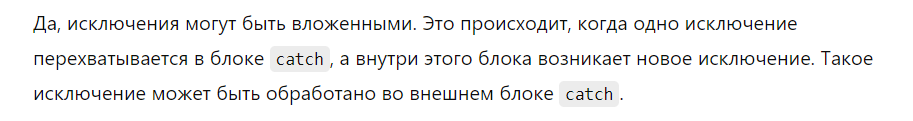 Да, исключения могут быть вложенными. Это происходит, когда одно исключение
перехватывается в блоке catch, а внутри этого блока возникает новое исключение. Такое
исключение может быть обработано во внешнем блоке catch.